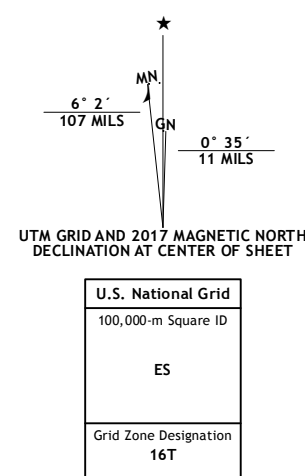 ★
MN.
6° 2´
107 MILS
GN
0° 35´
11 MILS
UTM GRID AND 2017 MAGNETIC NORTH
DECLINATION AT CENTER OF SHEET
U.S. National Grid
100,000-m Square ID
ES
Grid Zone Designation
16T